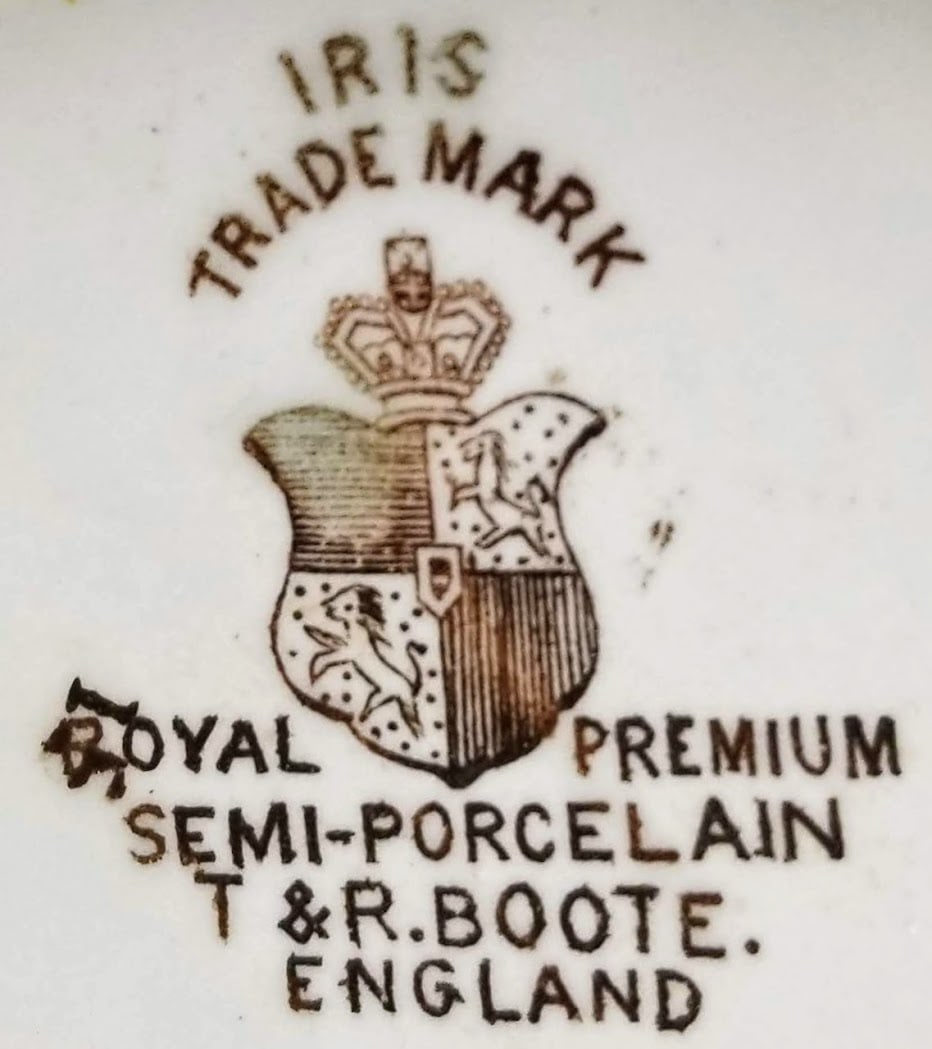 IRIS
TRADE MARK
ROYAL PREMIUM
SEMI-PORCELAIN
T & R. BOOTE.
ENGLAND